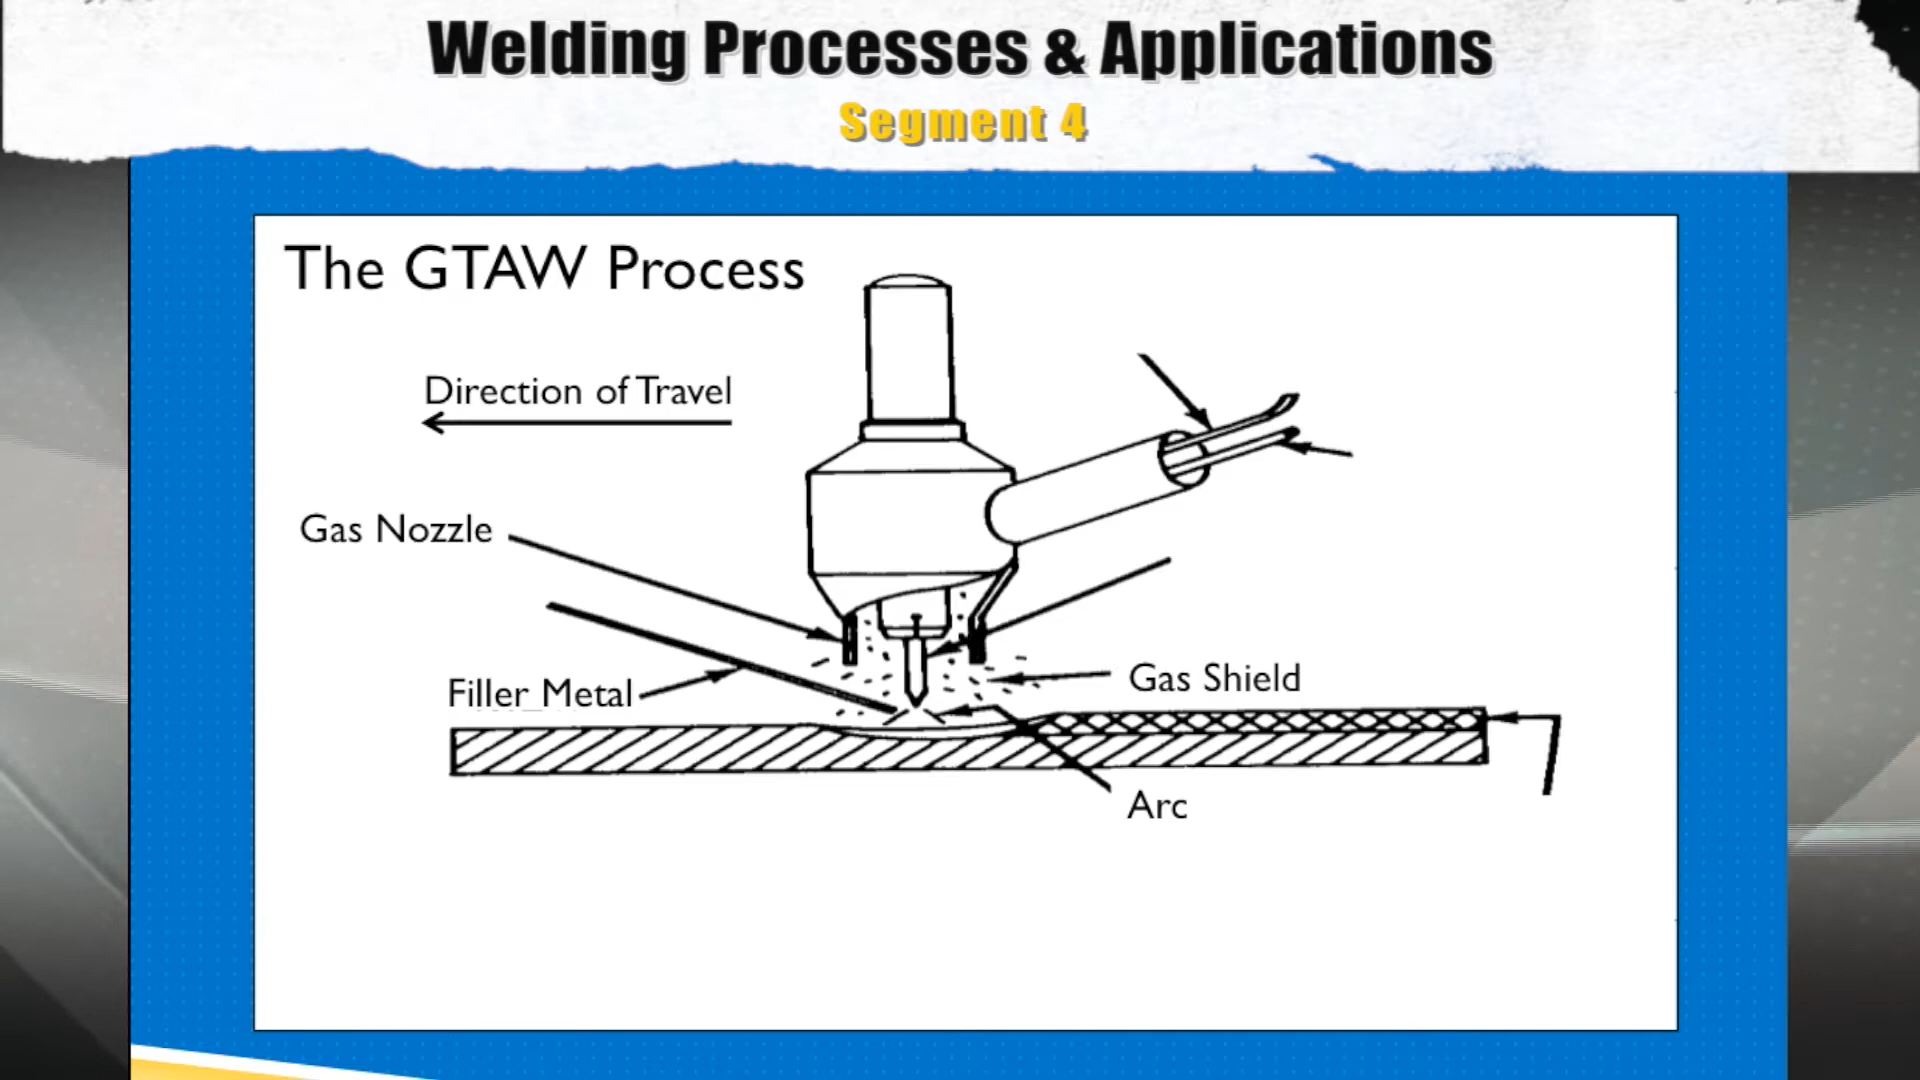 Welding Processes & Applications
Segment 4
The GTAW Process
Direction of Travel
Gas Nozzle
Filler Metal
Gas Shield
Arc